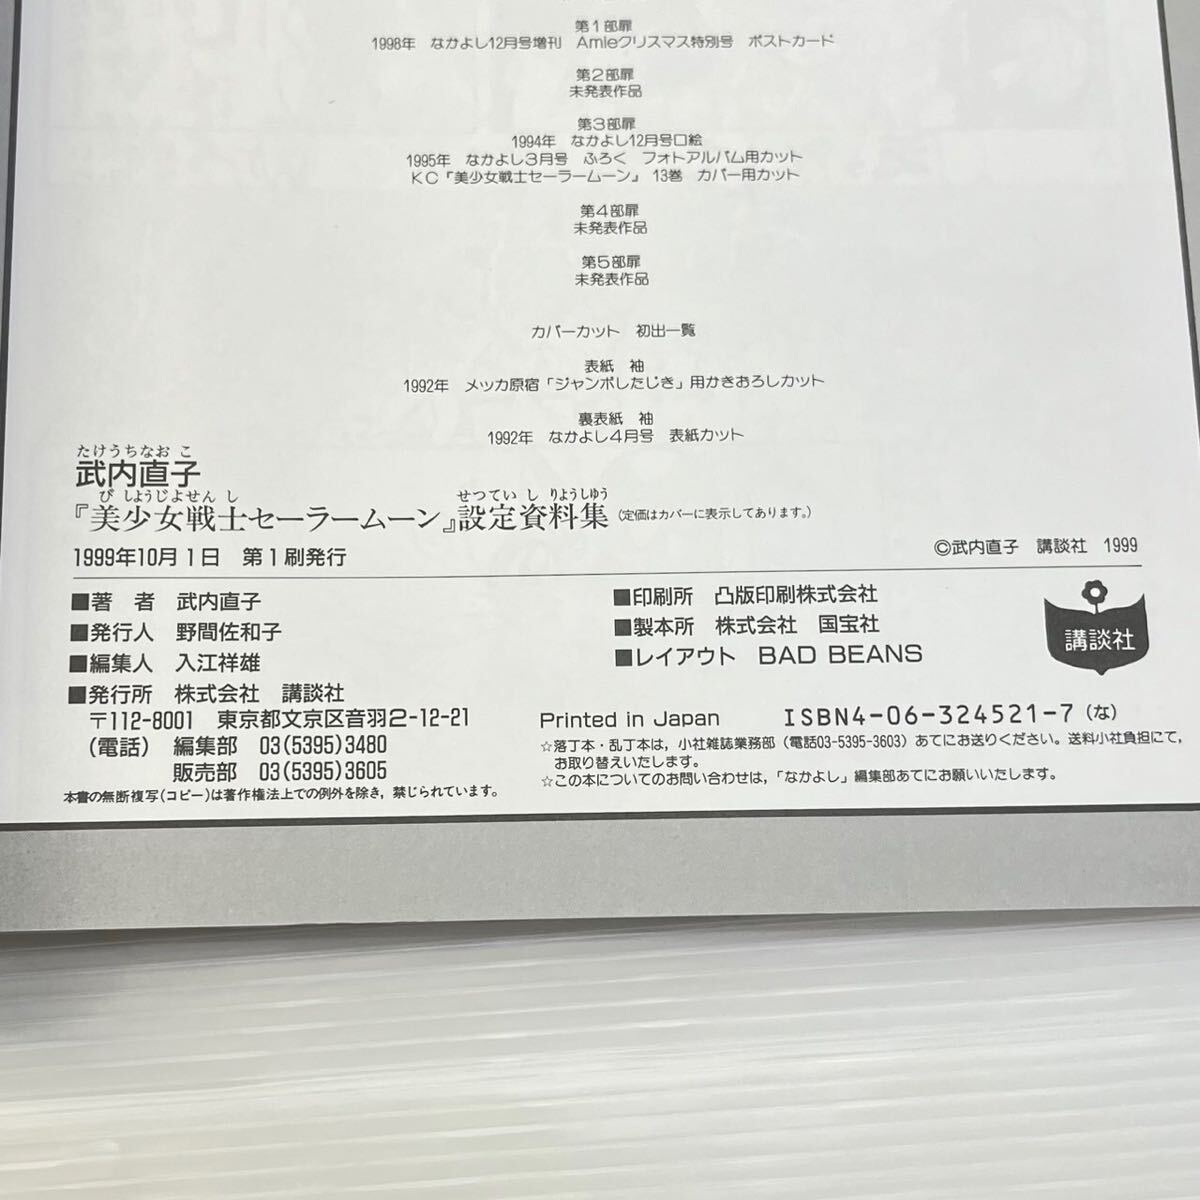 第1部扉
1998年 なかよし12月号増刊 Amieクリスマス特別号 ポストカード
第2部扉
未発表作品
第3部扉
1994年 なかよし12月号口絵
1995年 なかよし3月号 ふろく フォトアルバム用カット
KC『美少女戦士セーラームーン』 13巻 カバー用カット
第4部扉
未発表作品
第5部扉
未発表作品
カバーカット 初出一覧
表紙 袖
1992年 メッカ原宿「ジャンボしたじき」用かきおろしカット
裏表紙 袖
1992年 なかよし4月号 表紙カット
たけうちなおこ
武内直子
びしょうじよせんし せつていしりようしゆう
『美少女戦士セーラームーン』設定資料集(定価はカバーに表示してあります。)
1999年10月1日 第1刷発行
©武内直子 講談社 1999
■著 者 武内直子
■発行人 野間佐和子
■編集人 入江祥雄
■発行所 株式会社 講談社
〒112-8001 東京都文京区音羽2-12-21
(電話) 編集部 03(5395)3480
販売部 03(5395)3605
本書の無断複写(コピー)は著作権法上での例外を除き,禁じられています。
■印刷所 凸版印刷株式会社
■製本所 株式会社 国宝社
■レイアウト BAD BEANS
講談社
Printed in Japan ISBN4-06-324521-7 (な)
☆落丁本・乱丁本は,小社雑誌業務部(電話03-5395-3603)あてにお送りください。送料小社負担にて,
お取り替えいたします。
☆この本についてのお問い合わせは,「なかよし」編集部あてにお願いいたします。